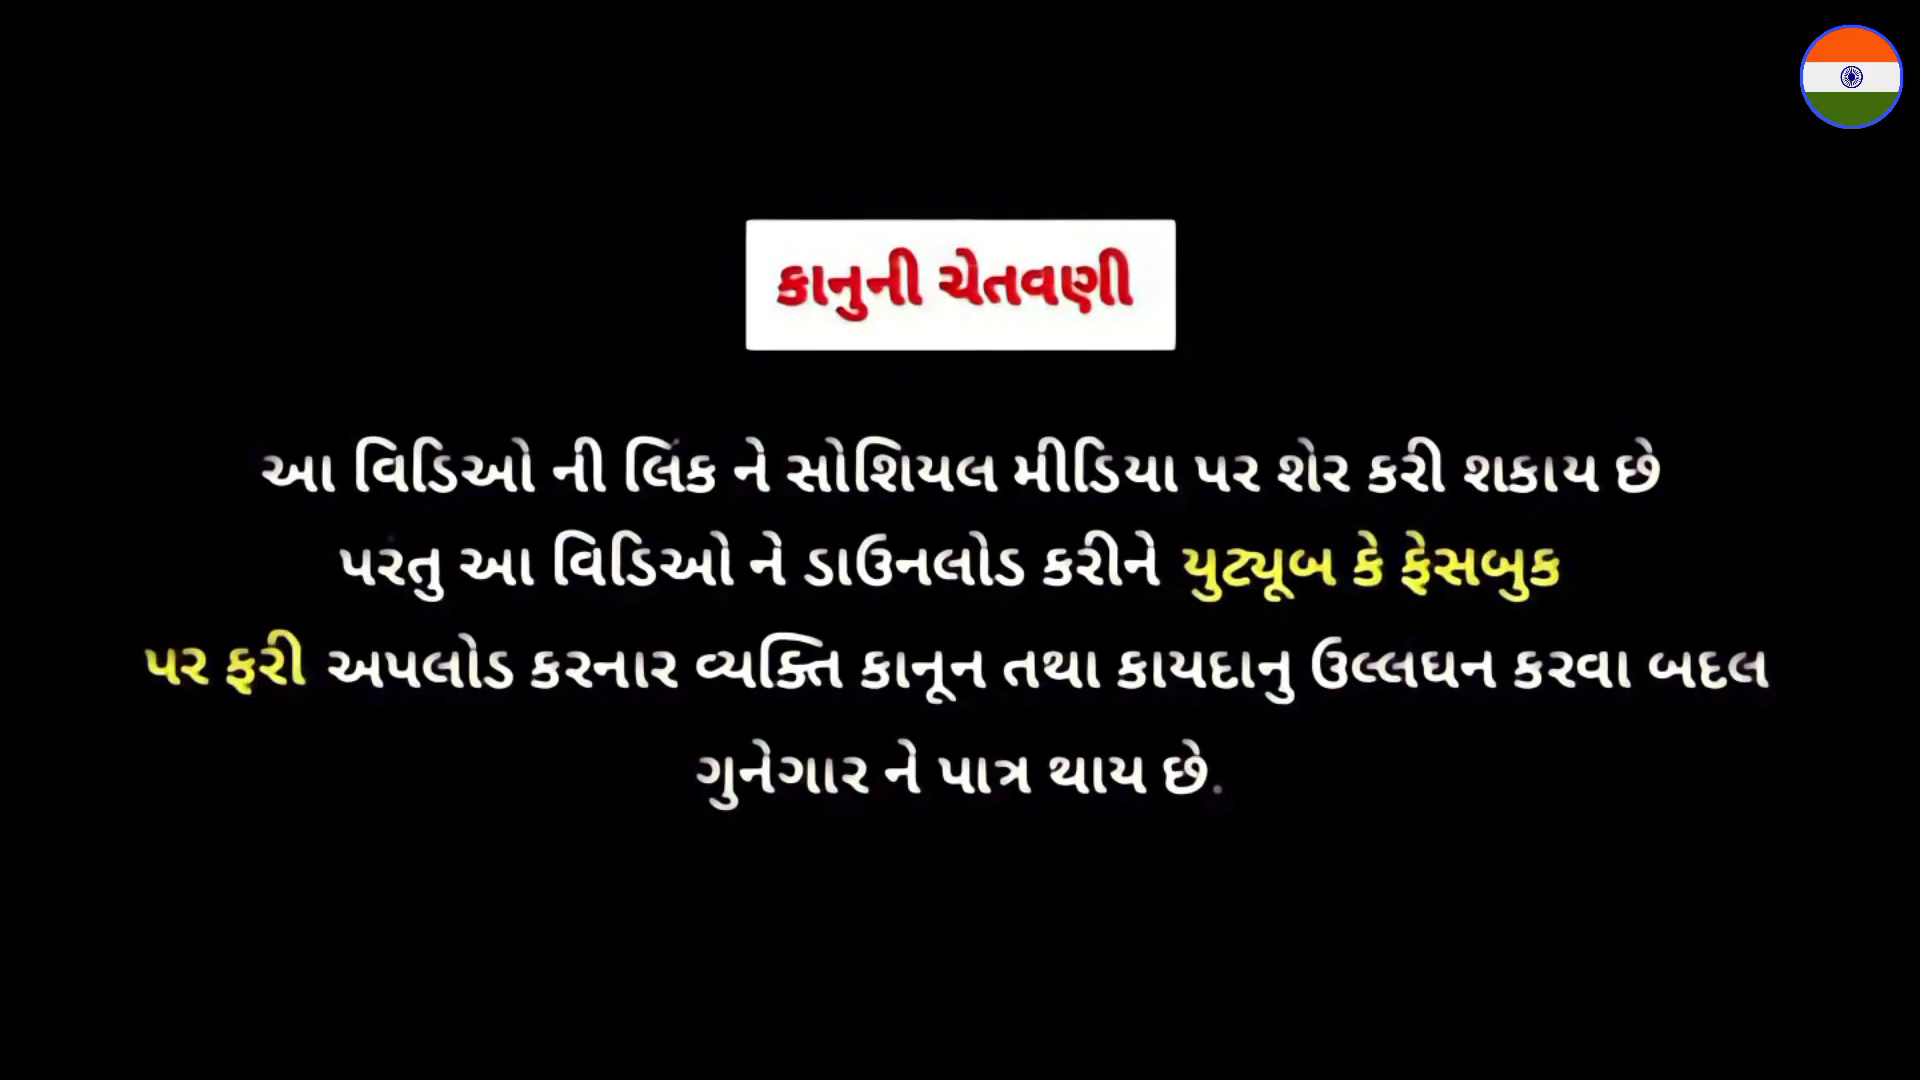 કાનુની ચેતવણી
આ વિડિઓ ની લિંક ને સોશિયલ મીડિયા પર શેર કરી શકાય છે
પરંતુ આ વિડિઓ ને ડાઉનલોડ કરીને યુટ્યૂબ કે ફેસબુક
પર ફરી અપલોડ કરનાર વ્યક્તિ કાનૂન તથા કાયદાનુ ઉલ્લઘન કરવા બદલ
ગુનેગાર ને પાત્ર થાય છે.